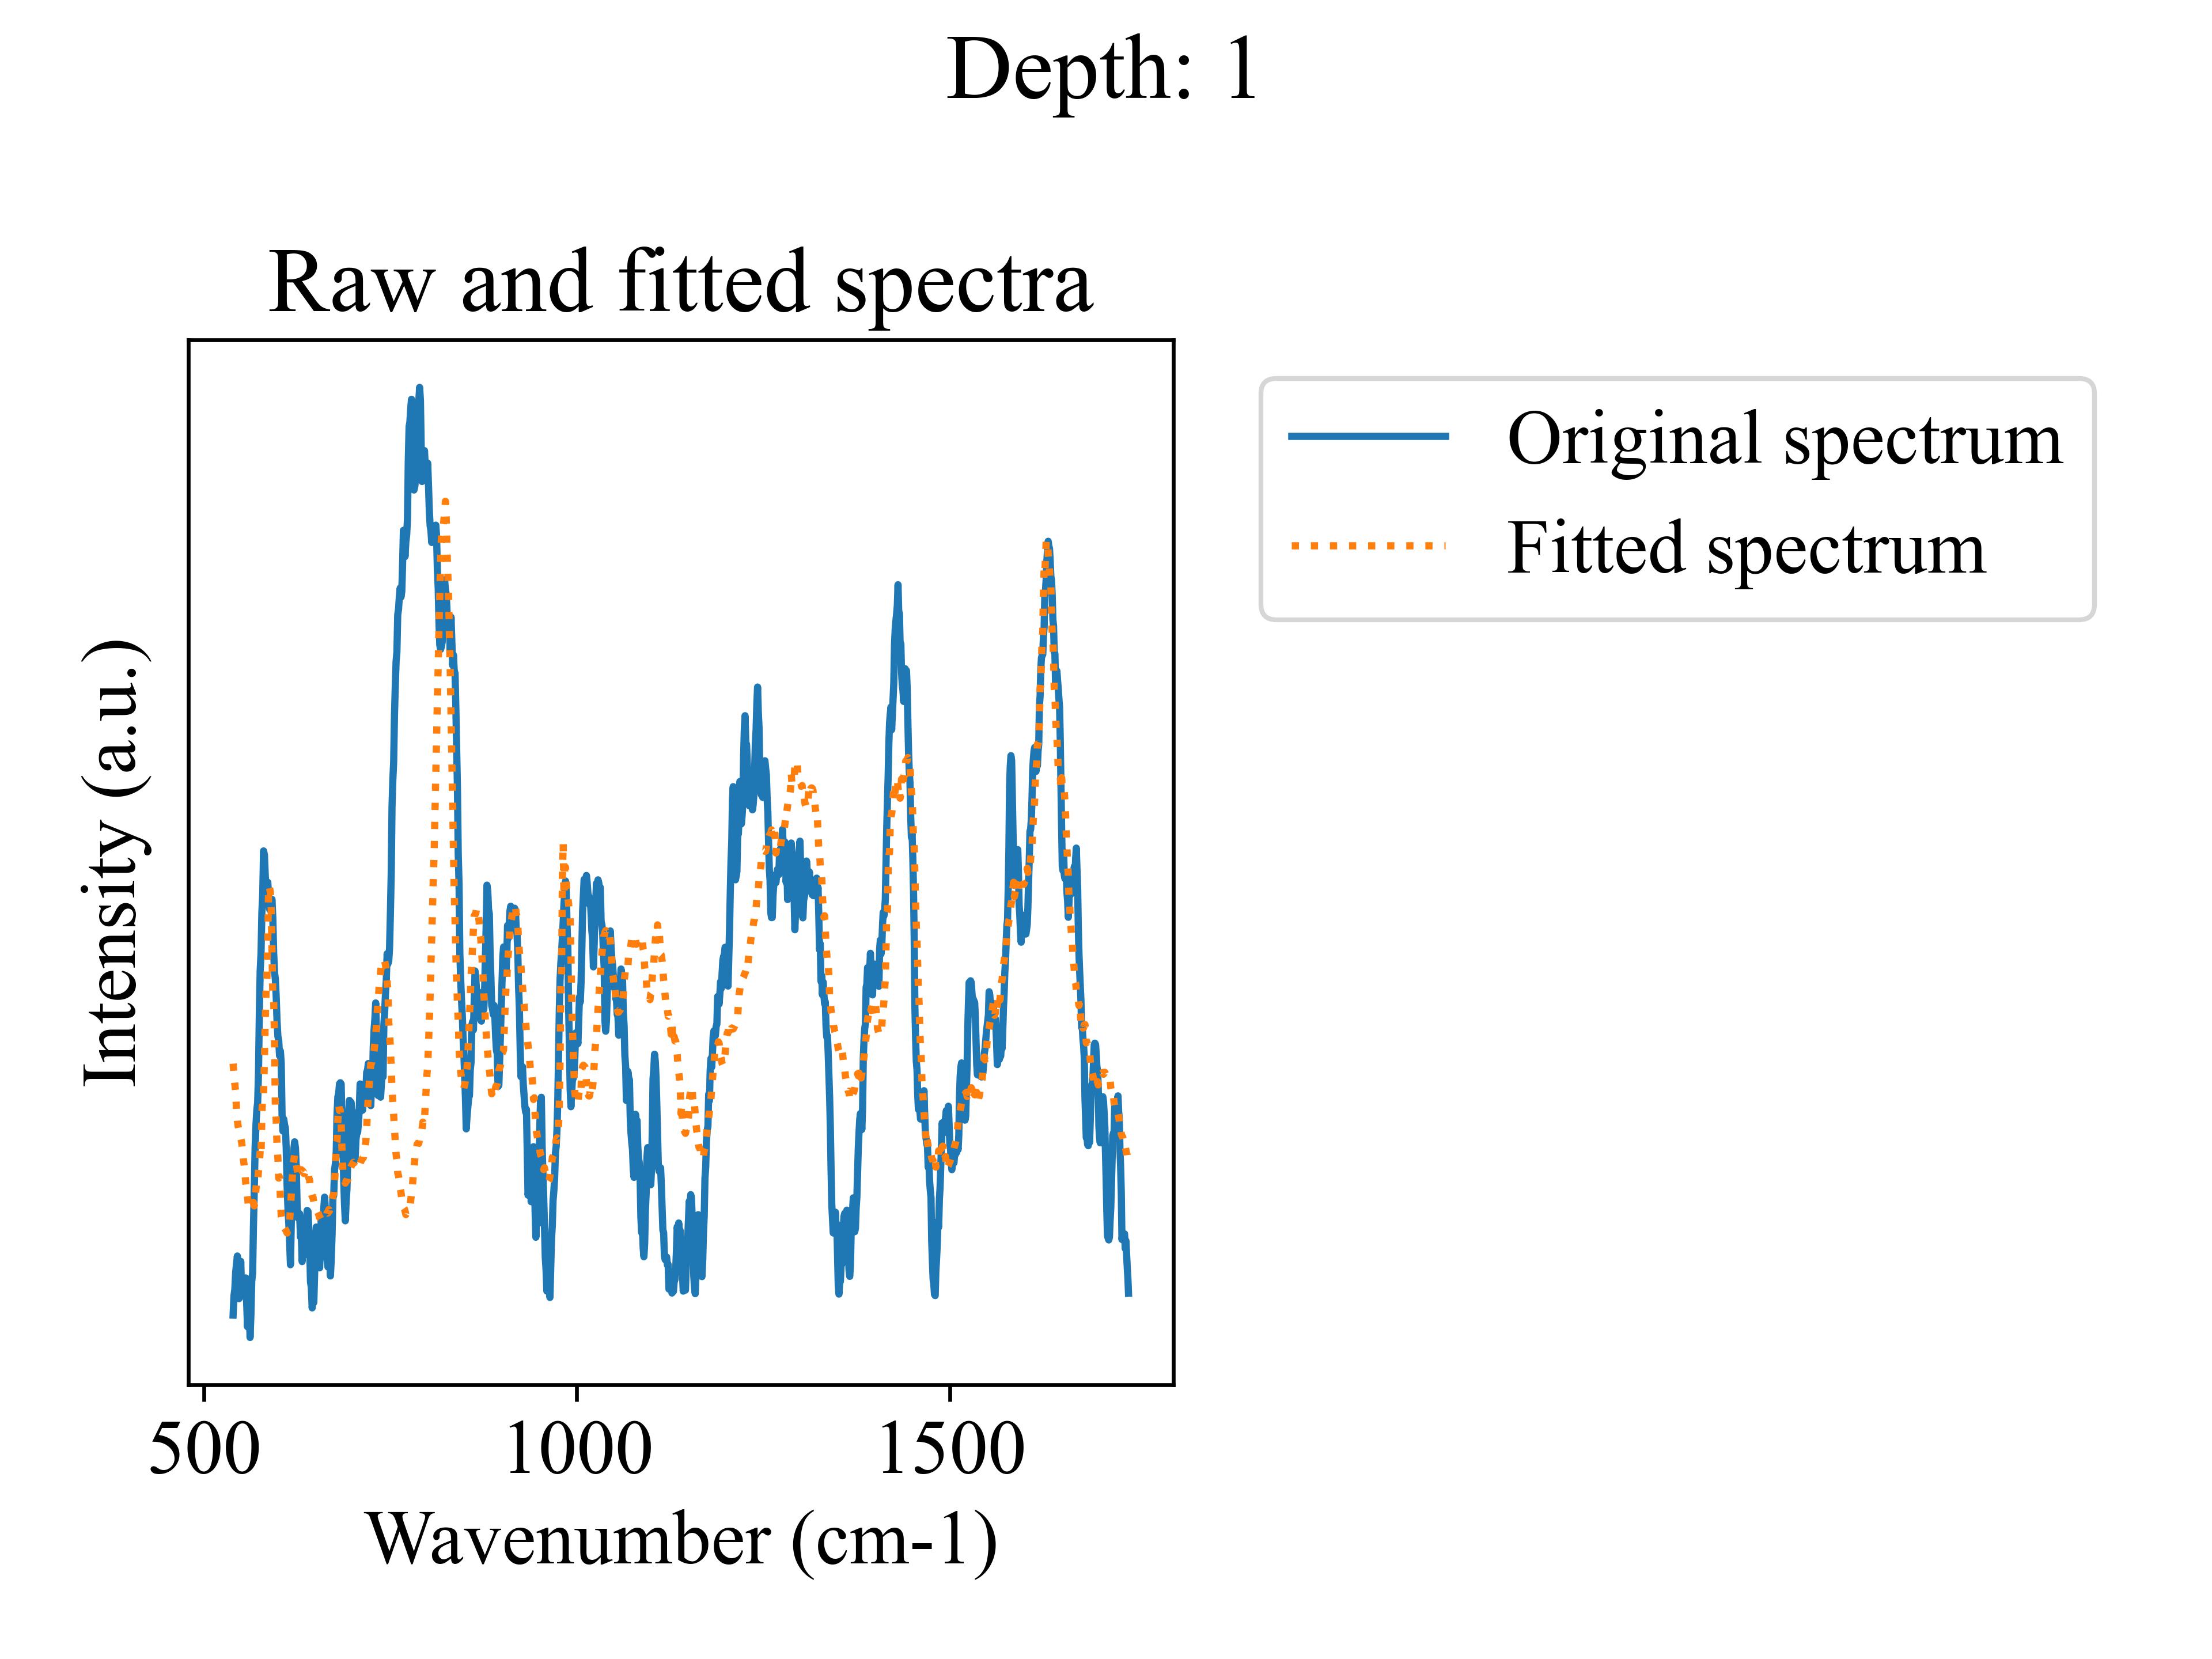 Depth: 1
Raw and fitted spectra
Original spectrum
Fitted spectrum
Intensity (a.u.)
500 1000 1500
Wavenumber (cm-1)